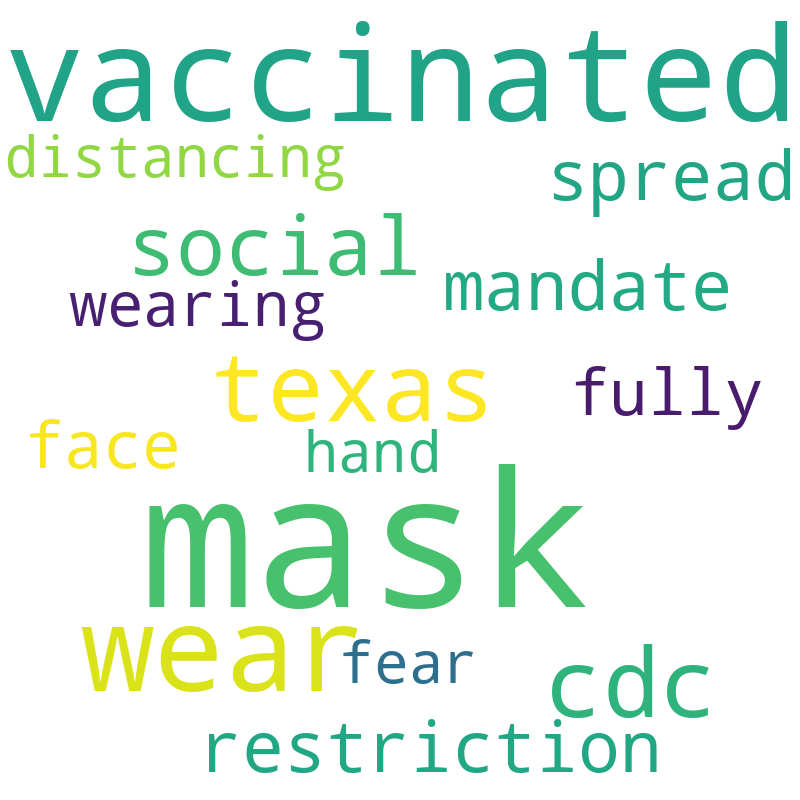 vaccinated
distancing
spread
social
mandate
wearing
texas
fully
face
hand
mask
wear
fear
cdc
restriction